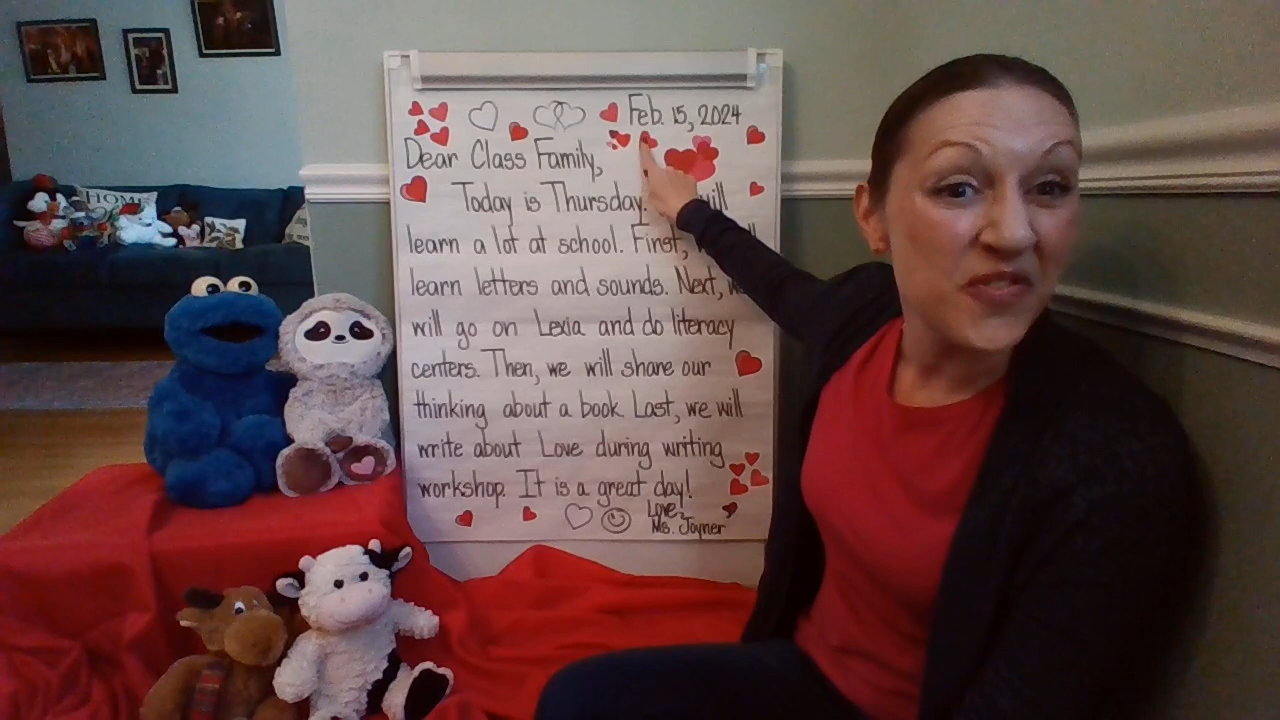 Feb. 15, 2024
Dear Class Family,
Today is Thursday
learn a lot at school. First,
learn letters and sounds. Next,
will go on Lexia and do literacy
centers. Then, we will share our
thinking about a book. Last, we will
write about Love during writing
workshop. It is a great day!
Love,
Ms. Joyner
HOME